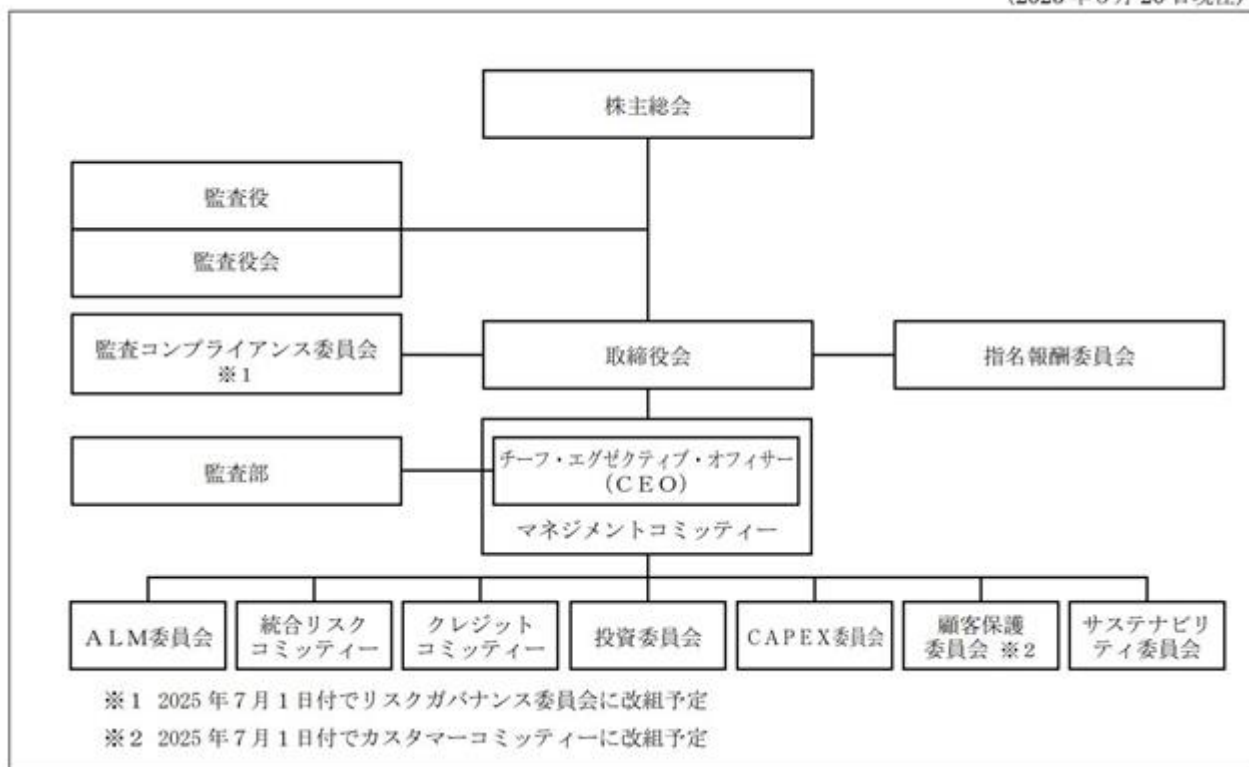 株主総会
監査役
監査役会
監査コンプライアンス委員会
※1
取締役会
指名報酬委員会
監査部
チーフ・エグゼクティブ・オフィサー
（CEO）
マネジメントコミッティー
ALM委員会
統合リスク
コミッティー
クレジット
コミッティー
投資委員会
CAPEX委員会
顧客保護
委員会 ※2
サステナビリ
ティ委員会
※1 2025年7月1日付でリスクガバナンス委員会に改組予定
※2 2025年7月1日付でカスタマーコミッティーに改組予定